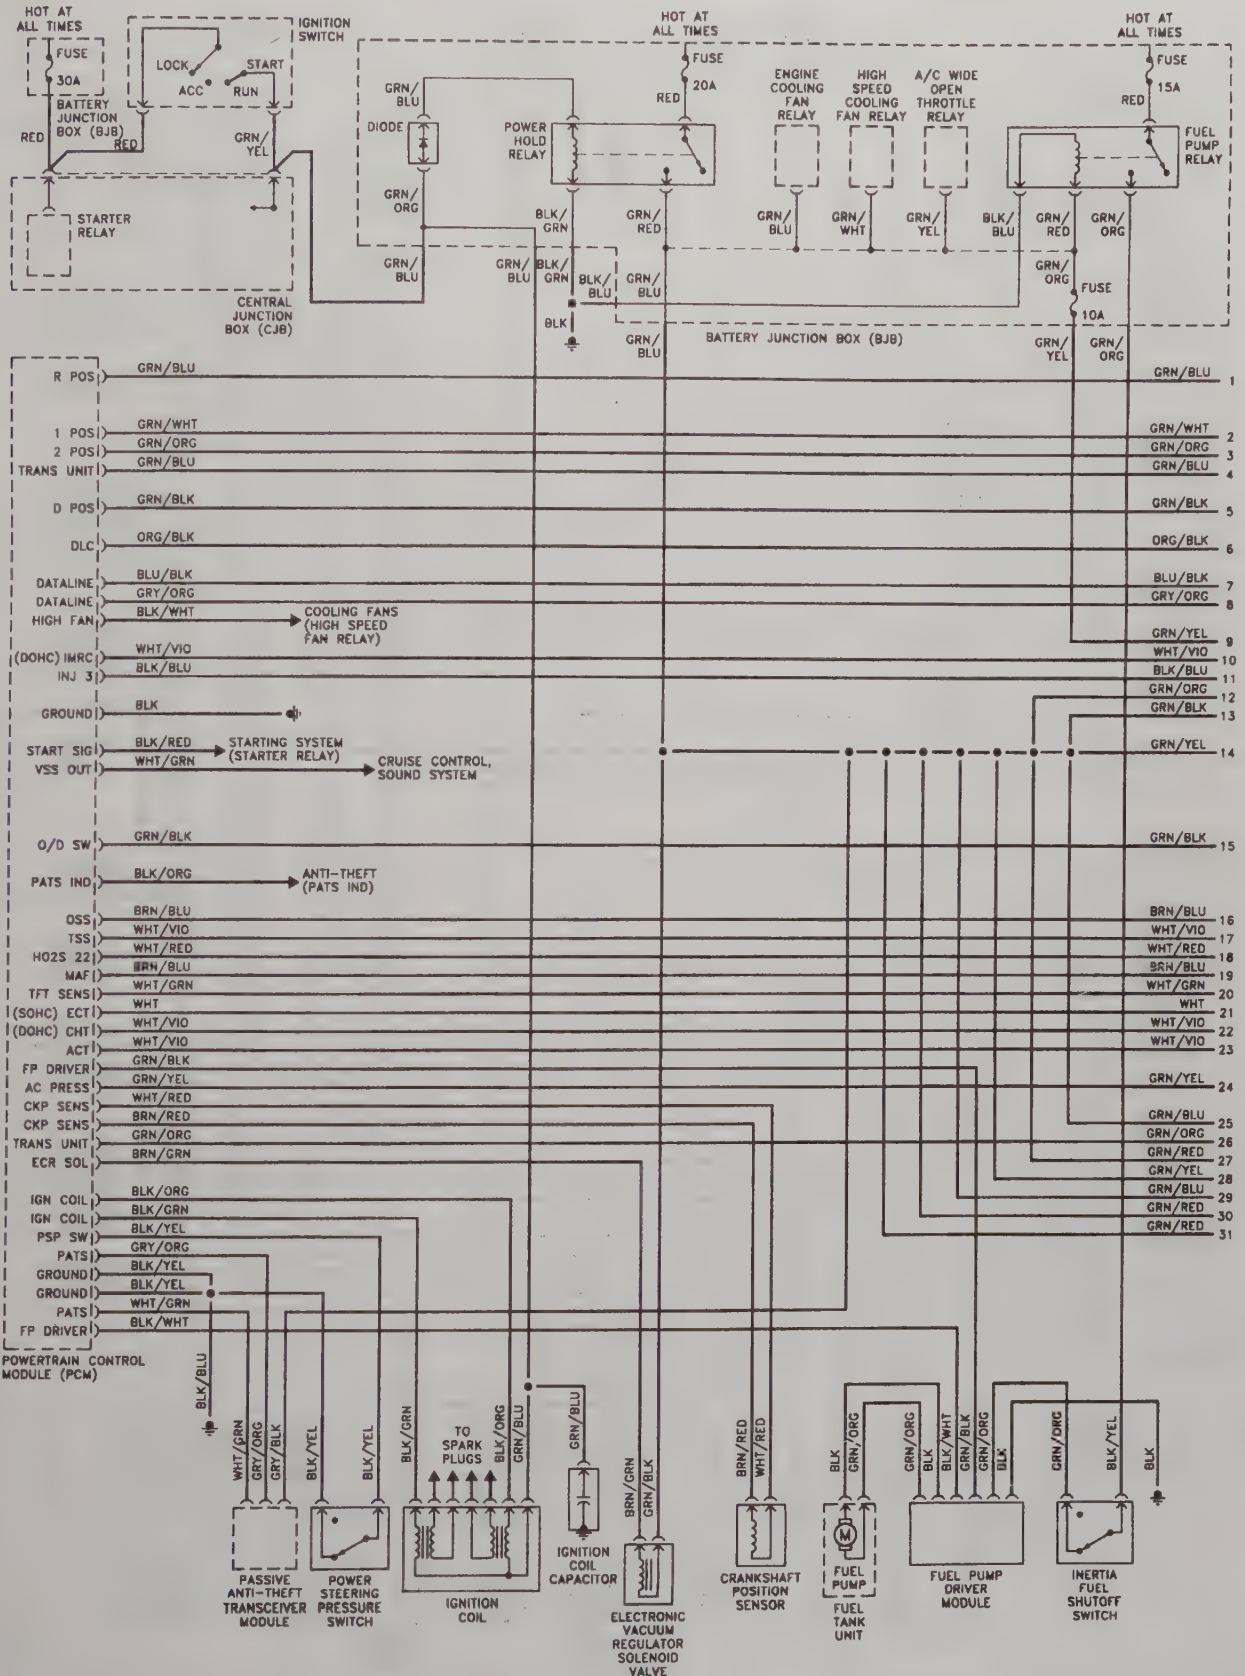 HOT AT
ALL TIMES
FUSE
30A
BATTERY
JUNCTION
BOX (BJB)
RED
RED
LOCK
ACC
START
RUN
IGNITION
SWITCH
GRN/
YEL
STARTER
RELAY
CENTRAL
JUNCTION
BOX (CJB)
GRN/
BLU
DIODE
GRN/
ORG
GRN/
BLU
HOT AT
ALL TIMES
FUSE
20A
RED
POWER
HOLD
RELAY
BLK/
GRN
GRN/
RED
GRN/
BLU
BLK/
GRN
BLK/
BLU
GRN/
BLU
BLK
GRN/
BLU
ENGINE
COOLING
FAN
RELAY
HIGH
SPEED
COOLING
FAN RELAY
A/C WIDE
OPEN
THROTTLE
RELAY
GRN/
BLU
GRN/
WHT
GRN/
YEL
HOT AT
ALL TIMES
FUSE
15A
RED
FUEL
PUMP
RELAY
BLK/
BLU
GRN/
RED
GRN/
ORG
GRN/
ORG
FUSE
10A
BATTERY JUNCTION BOX (BJB)
GRN/
YEL
GRN/
ORG
R POS GRN/BLU GRN/BLU 1
1 POS GRN/WHT GRN/WHT 2
2 POS GRN/ORG GRN/ORG 3
TRANS UNIT GRN/BLU GRN/BLU 4
D POS GRN/BLK GRN/BLK 5
DLC ORG/BLK ORG/BLK 6
DATALINE BLU/BLK BLU/BLK 7
DATALINE GRY/ORG GRY/ORG 8
HIGH FAN BLK/WHT
COOLING FANS
(HIGH SPEED
FAN RELAY)
GRN/YEL 9
(DOHC) IMRC WHT/VIO WHT/VIO 10
INJ 3 BLK/BLU BLK/BLU 11
GRN/ORG 12
GROUND BLK GRN/BLK 13
START SIG BLK/RED
STARTING SYSTEM
(STARTER RELAY)
GRN/YEL 14
VSS OUT WHT/GRN
CRUISE CONTROL,
SOUND SYSTEM
O/D SW GRN/BLK GRN/BLK 15
PATS IND BLK/ORG
ANTI-THEFT
(PATS IND)
OSS BRN/BLU BRN/BLU 16
TSS WHT/VIO WHT/VIO 17
HO2S 22 WHT/RED WHT/RED 18
MAF BRN/BLU BRN/BLU 19
TFT SENS WHT/GRN WHT/GRN 20
(SOHC) ECT WHT WHT 21
(DOHC) CHT WHT/VIO WHT/VIO 22
ACT WHT/VIO WHT/VIO 23
FP DRIVER GRN/BLK
AC PRESS GRN/YEL GRN/YEL 24
CKP SENS WHT/RED
CKP SENS BRN/RED GRN/BLU 25
TRANS UNIT GRN/ORG GRN/ORG 26
ECR SOL BRN/GRN GRN/RED 27
GRN/YEL 28
IGN COIL BLK/ORG GRN/BLU 29
IGN COIL BLK/GRN GRN/RED 30
PSP SW BLK/YEL GRN/RED 31
PATS GRY/ORG
GROUND BLK/YEL
GROUND BLK/YEL
PATS WHT/GRN
FP DRIVER BLK/WHT
POWERTRAIN CONTROL
MODULE (PCM)
BLK/BLU
WHT/GRN
GRY/ORG
GRY/BLK
BLK/YEL
BLK/YEL
BLK/GRN
TO
SPARK
PLUGS
BLK/ORG
GRN/BLU
GRN/BLU
BRN/GRN
GRN/BLK
BRN/RED
WHT/RED
BLK
GRN/ORG
GRN/ORG
BLK
BLK/WHT
GRN/BLK
GRN/ORG
BLK
GRN/ORG
BLK/YEL
BLK
PASSIVE
ANTI-THEFT
TRANSCEIVER
MODULE
POWER
STEERING
PRESSURE
SWITCH
IGNITION
COIL
IGNITION
COIL
CAPACITOR
ELECTRONIC
VACUUM
REGULATOR
SOLENOID
VALVE
CRANKSHAFT
POSITION
SENSOR
M
FUEL
PUMP
FUEL
TANK
UNIT
FUEL PUMP
DRIVER
MODULE
INERTIA
FUEL
SHUTOFF
SWITCH